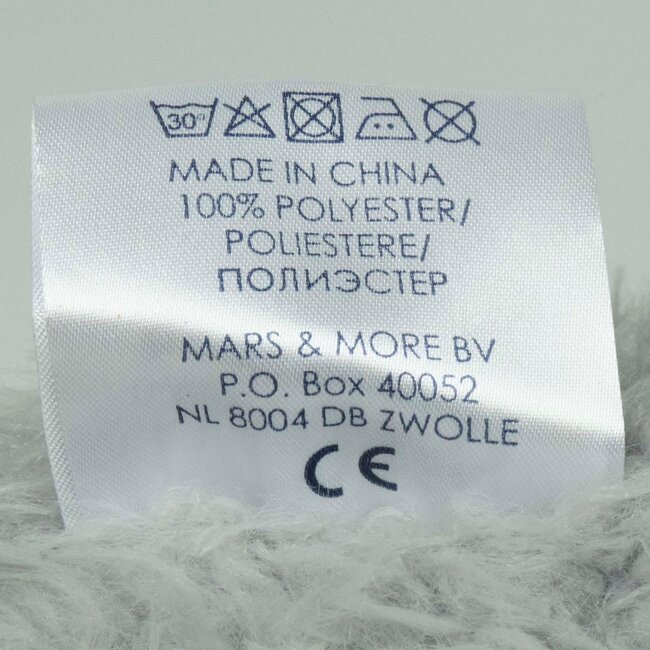 30°
MADE IN CHINA
100% POLYESTER/
POLIESTERE/
ПОЛИЭСТЕР
MARS & MORE BV
P.O. Box 40052
NL 8004 DB ZWOLLE
CE